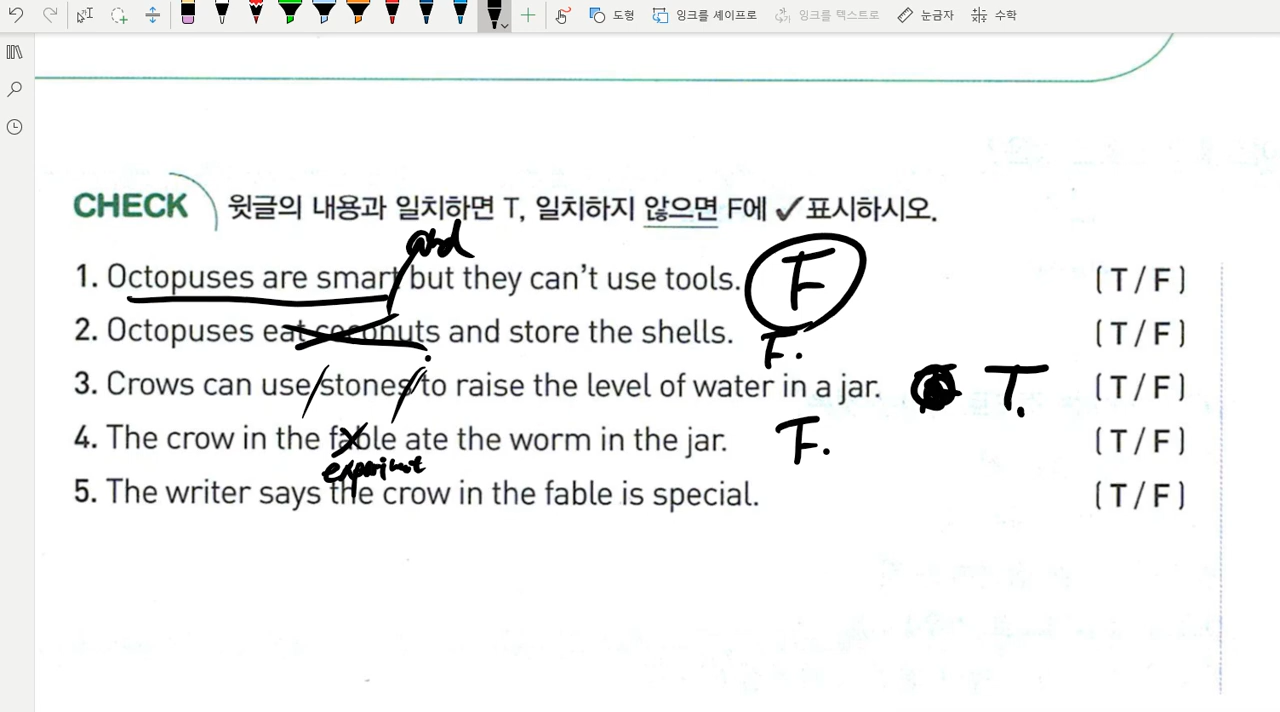 도형 잉크를 셰이프로 잉크를 텍스트로 눈금자 수학
CHECK 윗글의 내용과 일치하면 T, 일치하지 않으면 F에 ✓표시하시오.
and
1. Octopuses are smart but they can't use tools. F (T / F)
2. Octopuses eat coconuts and store the shells. F. (T / F)
3. Crows can use/stones/to raise the level of water in a jar. T. (T / F)
4. The crow in the fable ate the worm in the jar. F. (T / F)
5. The writer says the crow in the fable is special. (T / F)